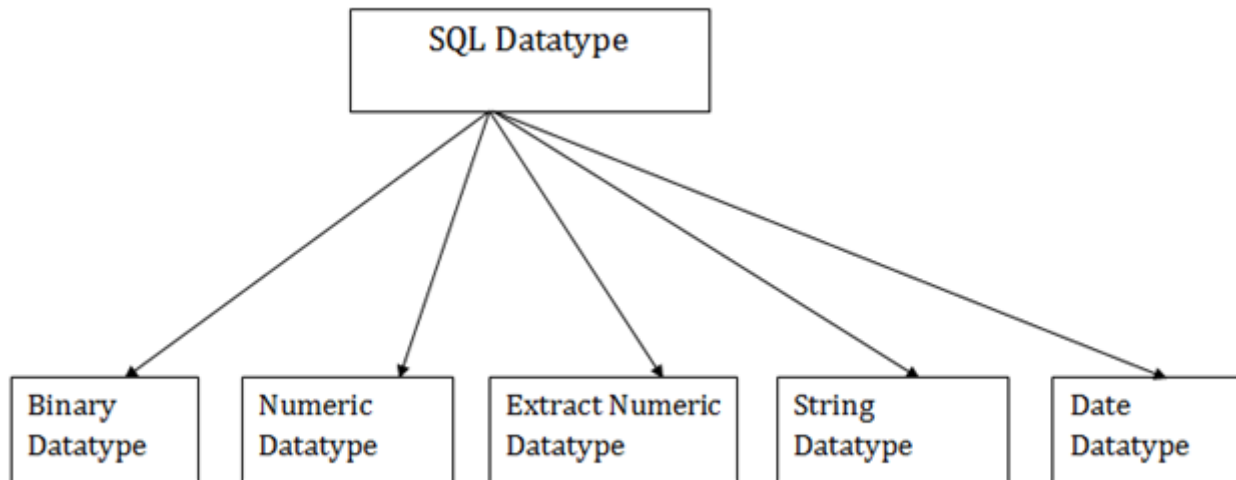 SQL Datatype
Binary
Datatype
Numeric
Datatype
Extract Numeric
Datatype
String
Datatype
Date
Datatype